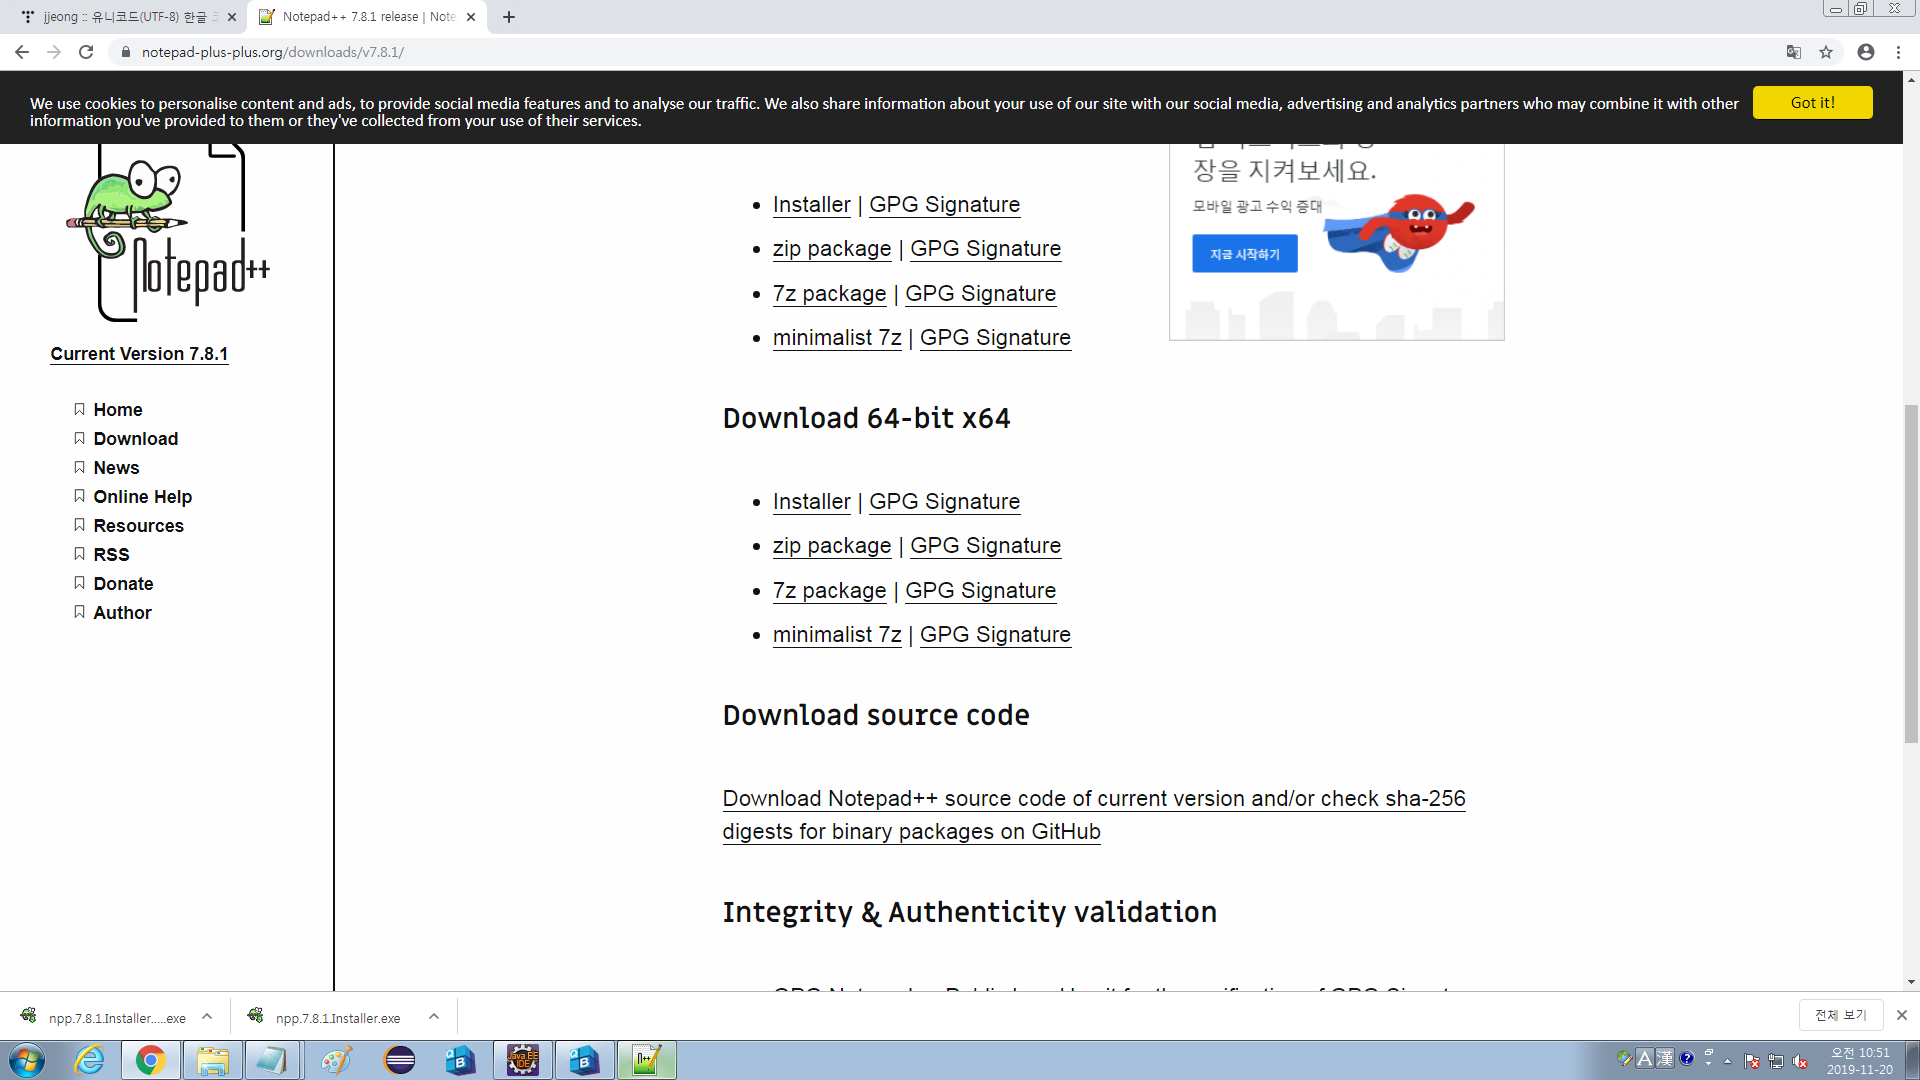 jjeong :: 유니코드(UTF-8) 한글
Notepad++ 7.8.1 release | Note
notepad-plus-plus.org/downloads/v7.8.1/
We use cookies to personalise content and ads, to provide social media features and to analyse our traffic. We also share information about your use of our site with our social media, advertising and analytics partners who may combine it with other
information you've provided to them or they've collected from your use of their services.
Got it!
Notepad++
Current Version 7.8.1
Home
Download
News
Online Help
Resources
RSS
Donate
Author
Installer | GPG Signature
zip package | GPG Signature
7z package | GPG Signature
minimalist 7z | GPG Signature
장을 지켜보세요.
모바일 광고 수익 증대
지금 시작하기
Download 64-bit x64
Installer | GPG Signature
zip package | GPG Signature
7z package | GPG Signature
minimalist 7z | GPG Signature
Download source code
Download Notepad++ source code of current version and/or check sha-256
digests for binary packages on GitHub
Integrity & Authenticity validation
npp.7.8.1.Installer.....exe
npp.7.8.1.Installer.exe
전체 보기
Java EE
IDE
A 漢
오전 10:51
2019-11-20